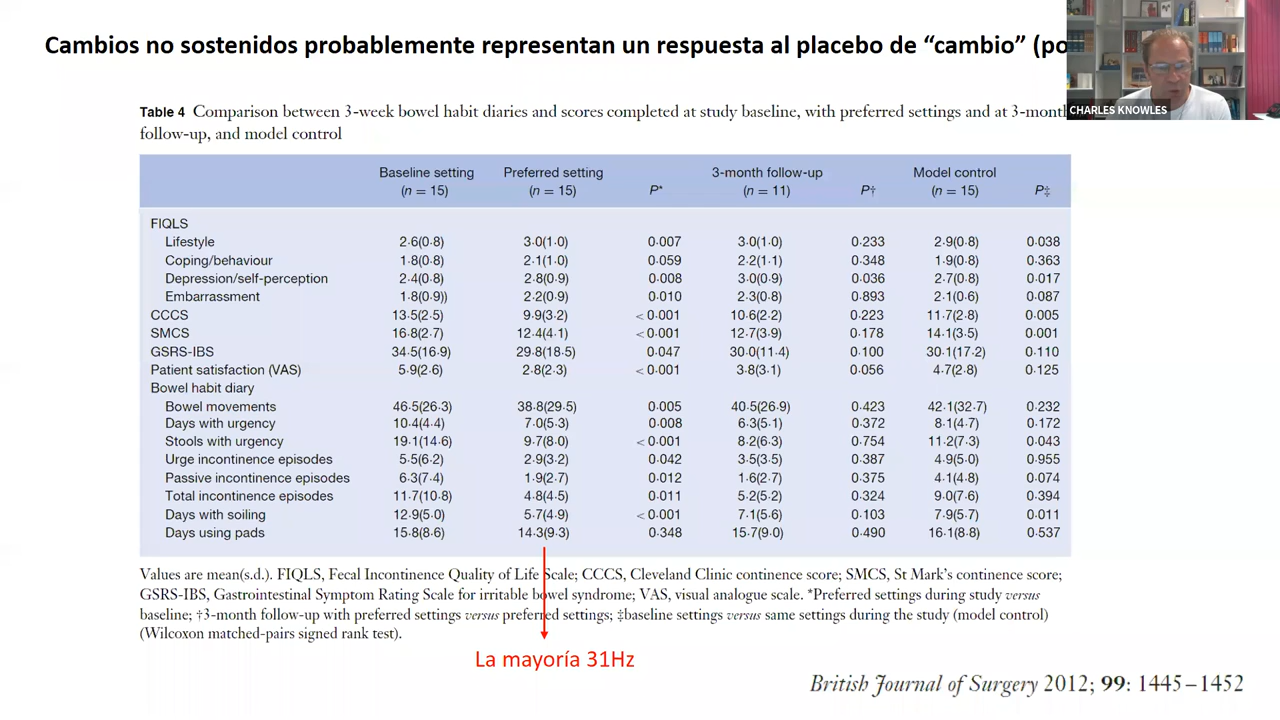 Cambios no sostenidos probablemente representan un respuesta al placebo de “cambio” (po
CHARLES KNOWLES
Table 4 Comparison between 3-week bowel habit diaries and scores completed at study baseline, with preferred settings and at 3-month
follow-up, and model control
Baseline setting Preferred setting 3-month follow-up Model control
(n = 15) (n = 15) P* (n = 11) P† (n = 15) P‡
FIQLS
Lifestyle 2·6(0·8) 3·0(1·0) 0·007 3·0(1·0) 0·233 2·9(0·8) 0·038
Coping/behaviour 1·8(0·8) 2·1(1·0) 0·059 2·2(1·1) 0·348 1·9(0·8) 0·363
Depression/self-perception 2·4(0·8) 2·8(0·9) 0·008 3·0(0·9) 0·036 2·7(0·8) 0·017
Embarrassment 1·8(0·9)) 2·2(0·9) 0·010 2·3(0·8) 0·893 2·1(0·6) 0·087
CCCS 13·5(2·5) 9·9(3·2) < 0·001 10·6(2·2) 0·223 11·7(2·8) 0·005
SMCS 16·8(2·7) 12·4(4·1) < 0·001 12·7(3·9) 0·178 14·1(3·5) 0·001
GSRS-IBS 34·5(16·9) 29·8(18·5) 0·047 30·0(11·4) 0·100 30·1(17·2) 0·110
Patient satisfaction (VAS) 5·9(2·6) 2·8(2·3) < 0·001 3·8(3·1) 0·056 4·7(2·8) 0·125
Bowel habit diary
Bowel movements 46·5(26·3) 38·8(29·5) 0·005 40·5(26·9) 0·423 42·1(32·7) 0·232
Days with urgency 10·4(4·4) 7·0(5·3) 0·008 6·3(5·1) 0·372 8·1(4·7) 0·172
Stools with urgency 19·1(14·6) 9·7(8·0) < 0·001 8·2(6·3) 0·754 11·2(7·3) 0·043
Urge incontinence episodes 5·5(6·2) 2·9(3·2) 0·042 3·5(3·5) 0·387 4·9(5·0) 0·955
Passive incontinence episodes 6·3(7·4) 1·9(2·7) 0·012 1·6(2·7) 0·375 4·1(4·8) 0·074
Total incontinence episodes 11·7(10·8) 4·8(4·5) 0·011 5·2(5·2) 0·324 9·0(7·6) 0·394
Days with soiling 12·9(5·0) 5·7(4·9) < 0·001 7·1(5·6) 0·103 7·9(5·7) 0·011
Days using pads 15·8(8·6) 14·3(9·3) 0·348 15·7(9·0) 0·490 16·1(8·8) 0·537
Values are mean(s.d.). FIQLS, Fecal Incontinence Quality of Life Scale; CCCS, Cleveland Clinic continence score; SMCS, St Mark’s continence score;
GSRS-IBS, Gastrointestinal Symptom Rating Scale for irritable bowel syndrome; VAS, visual analogue scale. *Preferred settings during study versus
baseline; †3-month follow-up with preferred settings versus preferred settings; ‡baseline settings versus same settings during the study (model control)
(Wilcoxon matched-pairs signed rank test).
La mayoría 31Hz
British Journal of Surgery 2012; 99: 1445–1452